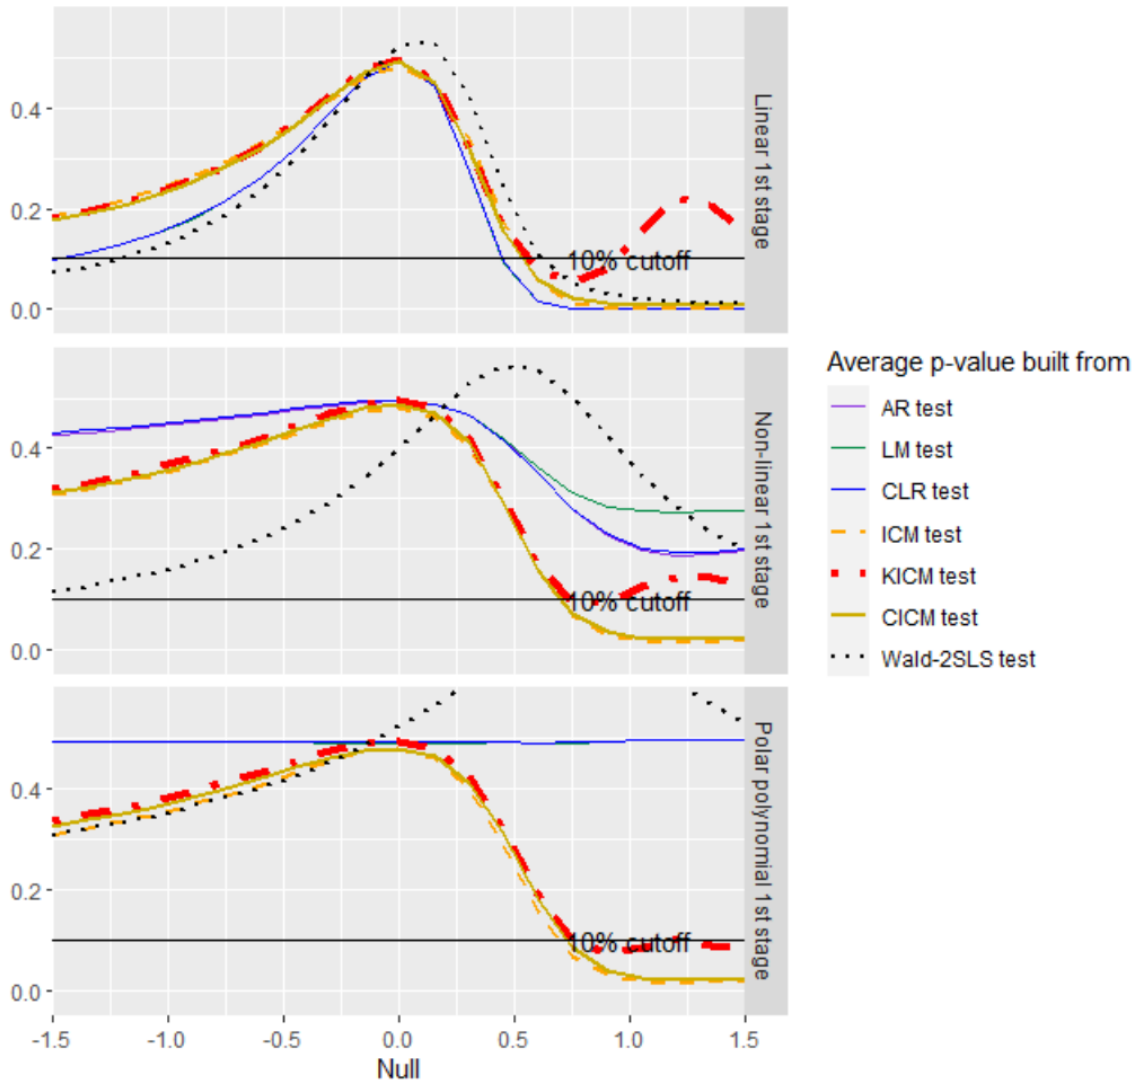 0.4
0.2
0.0
10% cutoff
Linear 1st stage
0.4
0.2
0.0
10% cutoff
Non-linear 1st stage
0.4
0.2
0.0
10% cutoff
Polar polynomial 1st stage
-1.5 -1.0 -0.5 0.0 0.5 1.0 1.5
Null
Average p-value built from
AR test
LM test
CLR test
ICM test
KICM test
CICM test
Wald-2SLS test